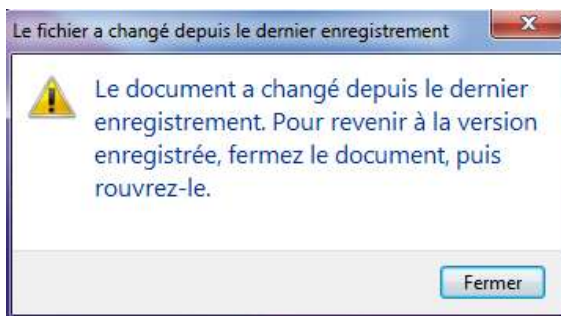 Le fichier a changé depuis le dernier enregistrement
Le document a changé depuis le dernier
enregistrement. Pour revenir à la version
enregistrée, fermez le document, puis
rouvrez-le.
Fermer